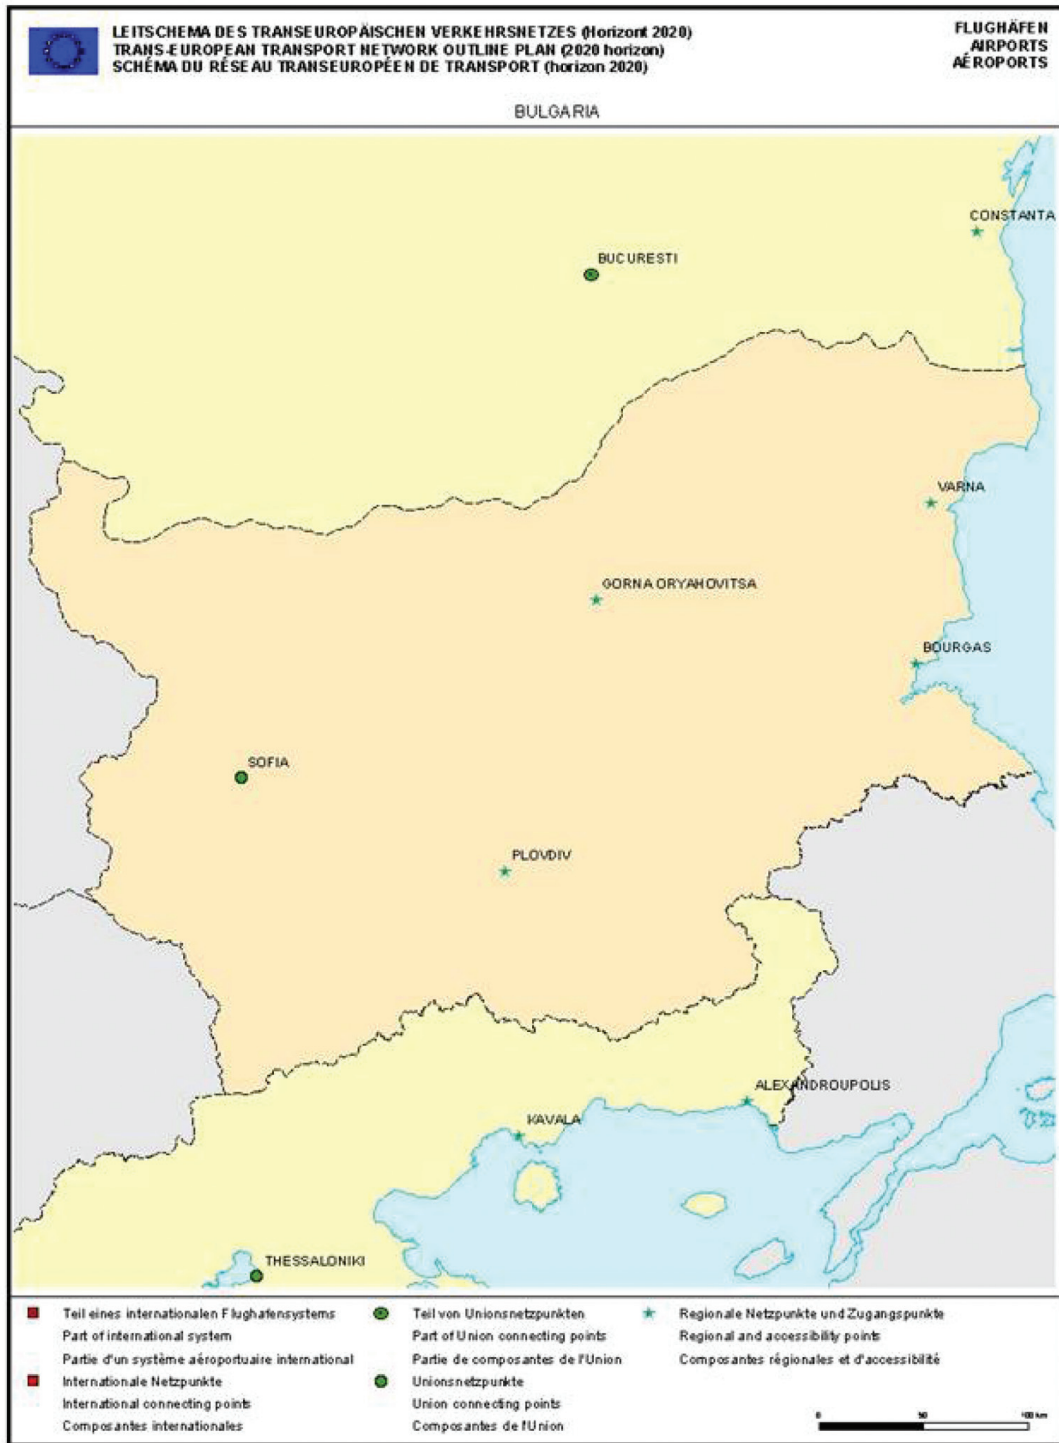 LEITSCHEMA DES TRANSEUROPÄISCHEN VERKEHRSNETZES (Horizont 2020)
TRANS-EUROPEAN TRANSPORT NETWORK OUTLINE PLAN (2020 horizon)
SCHÉMA DU RÉSEAU TRANSEUROPÉEN DE TRANSPORT (horizon 2020)
FLUGHÄFEN
AIRPORTS
AÉROPORTS
BULGARIA
CONSTANTA
BUCURESTI
VARNA
GORNA ORYAHOVITSA
BOURGAS
SOFIA
PLOVDIV
ALEXANDROUPOLIS
KAVALA
THESSALONIKI
Teil eines internationalen Flughafensystems
Part of international system
Partie d'un système aéroportuaire international
Internationale Netzpunkte
International connecting points
Composantes internationales
Teil von Unionsnetzpunkten
Part of Union connecting points
Partie de composantes de l'Union
Unionsnetzpunkte
Union connecting points
Composantes de l'Union
Regionale Netzpunkte und Zugangspunkte
Regional and accessibility points
Composantes régionales et d'accessibilité
0 50 100 km